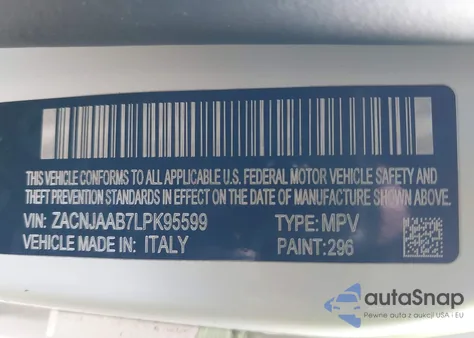 THIS VEHICLE CONFORMS TO ALL APPLICABLE U.S. FEDERAL MOTOR VEHICLE SAFETY AND
THEFT PREVENTION STANDARDS IN EFFECT ON THE DATE OF MANUFACTURE SHOWN ABOVE.
VIN: ZACNJAAB7LPK95599 TYPE: MPV
VEHICLE MADE IN: ITALY PAINT: 296
autoSnap
Pewne auta z aukcji USA i EU